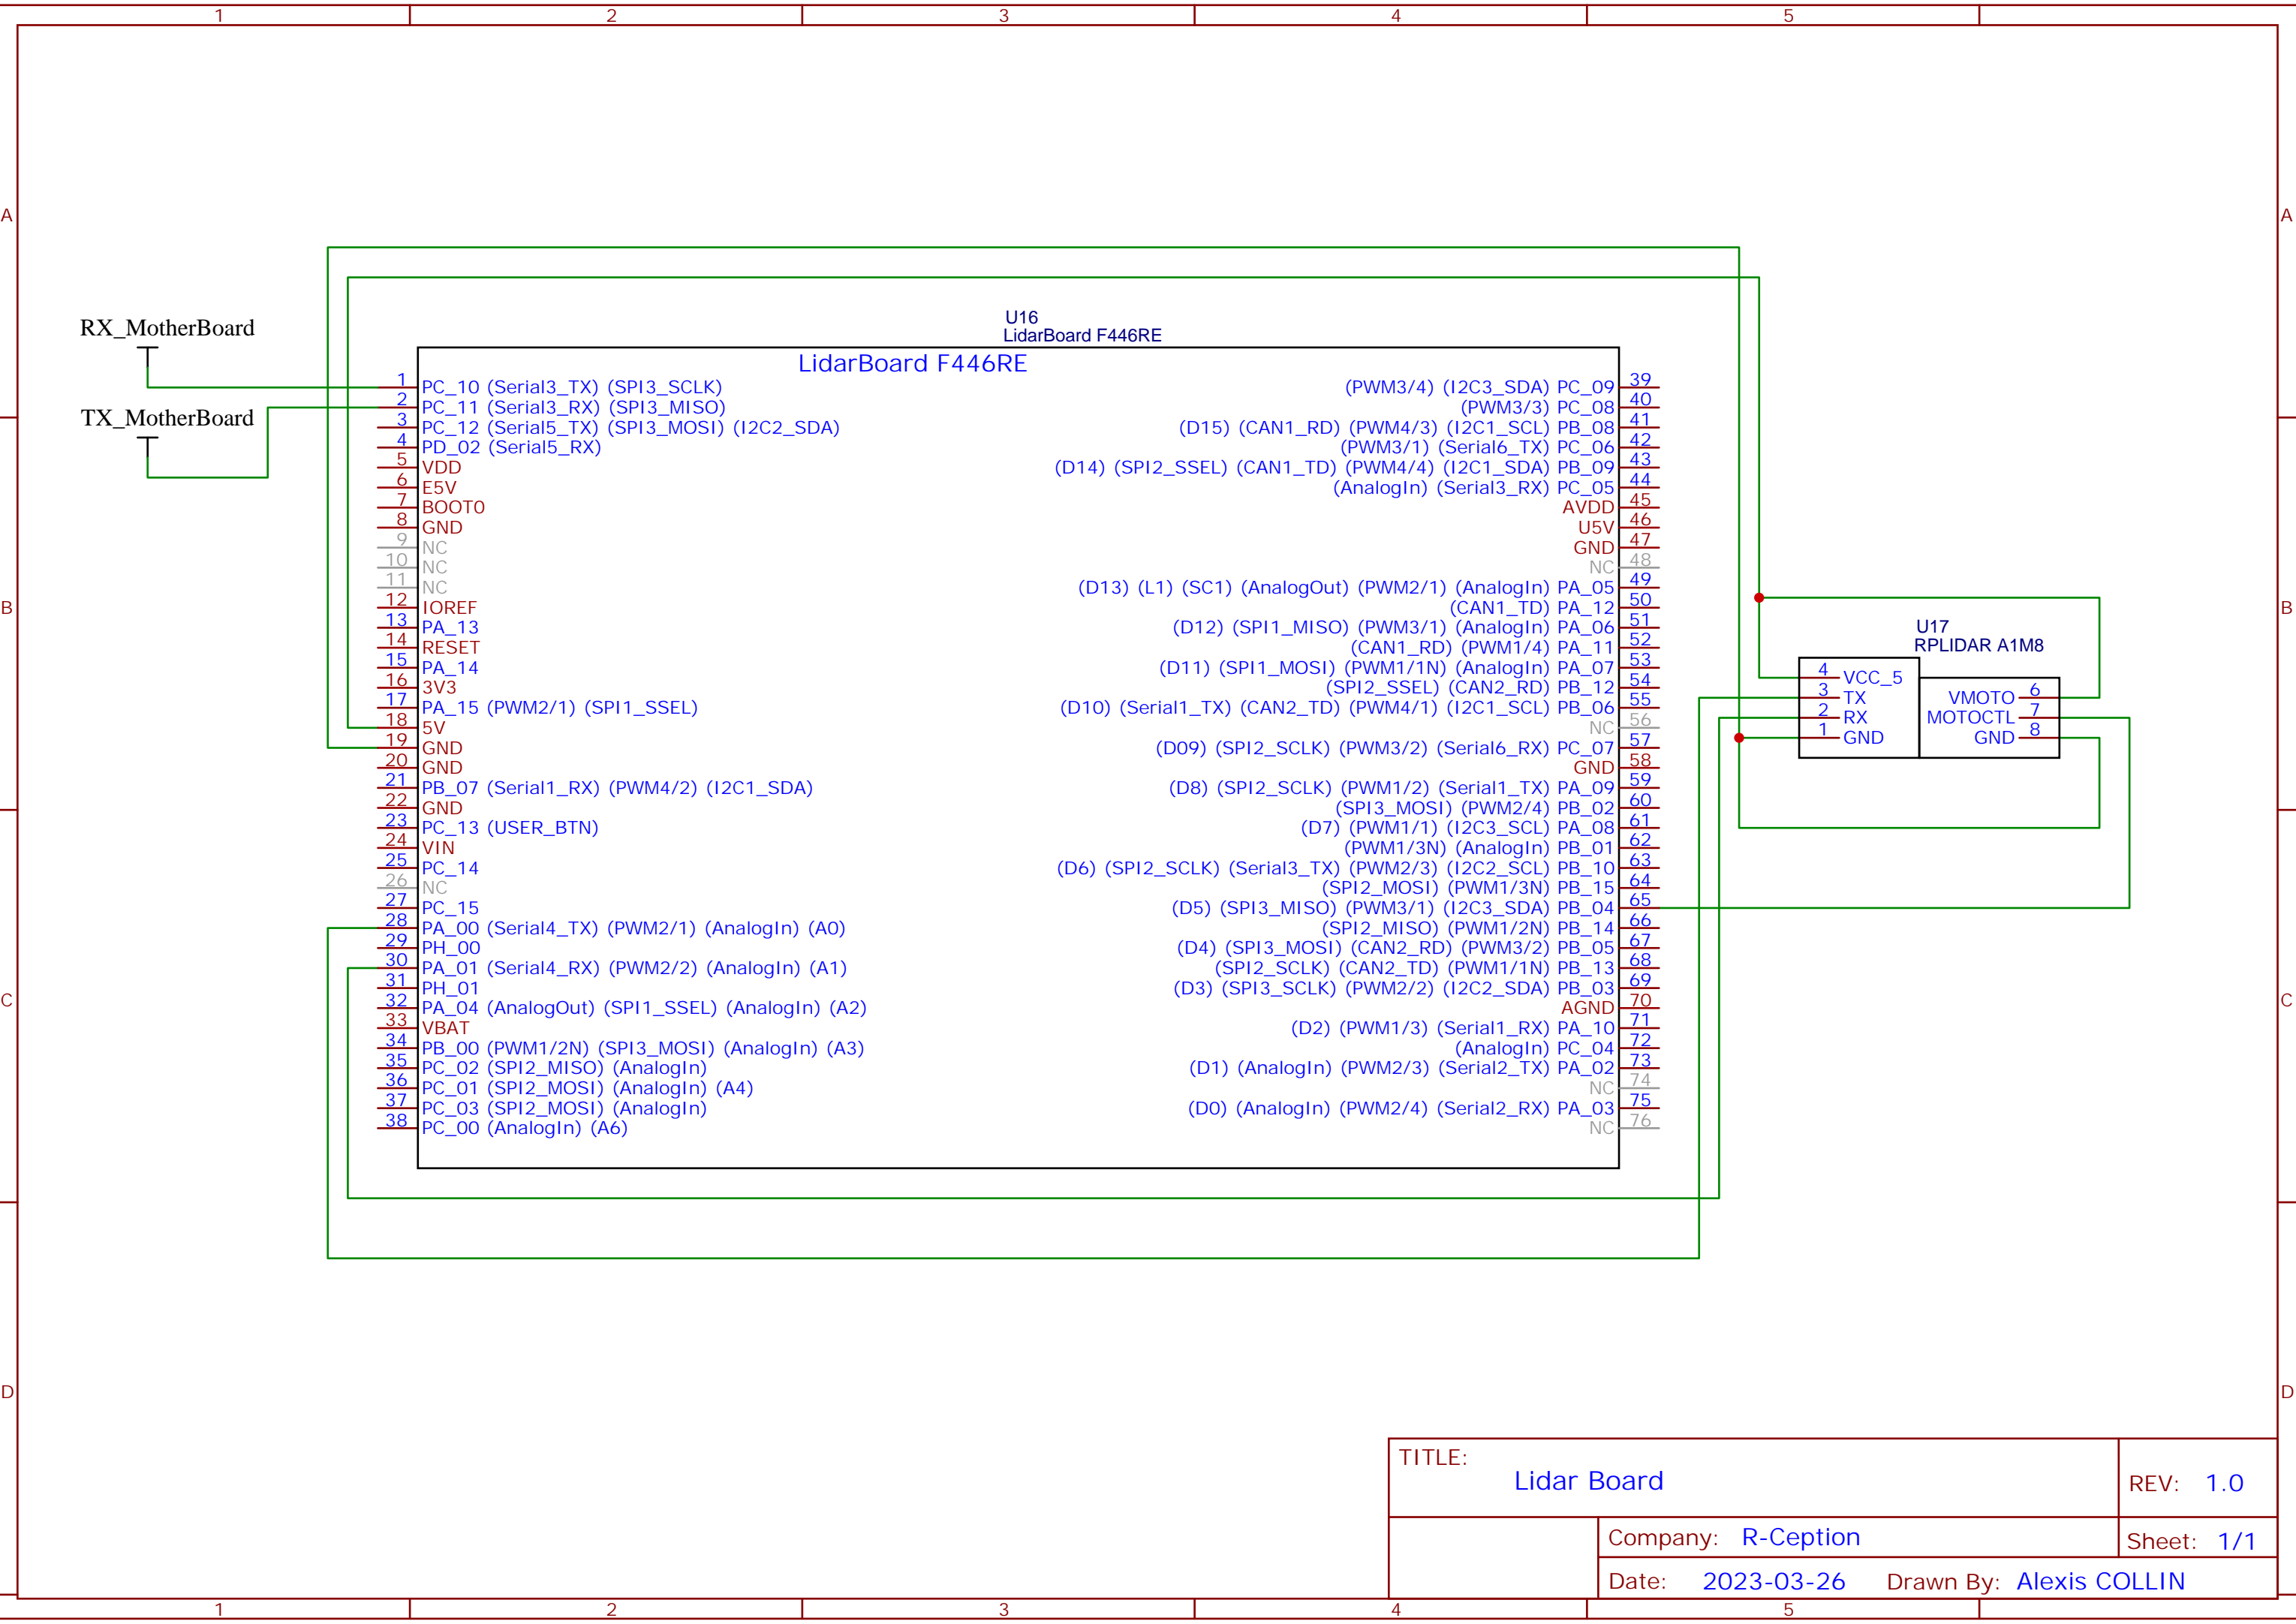 1 2 3 4 5
A A
RX_MotherBoard
TX_MotherBoard
U16
LidarBoard F446RE
LidarBoard F446RE
1 PC_10 (Serial3_TX) (SPI3_SCLK)
2 PC_11 (Serial3_RX) (SPI3_MISO)
3 PC_12 (Serial5_TX) (SPI3_MOSI) (I2C2_SDA)
4 PD_02 (Serial5_RX)
5 VDD
6 E5V
7 BOOT0
8 GND
9 NC
10 NC
11 NC
12 IOREF
13 PA_13
14 RESET
15 PA_14
16 3V3
17 PA_15 (PWM2/1) (SPI1_SSEL)
18 5V
19 GND
20 GND
21 PB_07 (Serial1_RX) (PWM4/2) (I2C1_SDA)
22 GND
23 PC_13 (USER_BTN)
24 VIN
25 PC_14
26 NC
27 PC_15
28 PA_00 (Serial4_TX) (PWM2/1) (AnalogIn) (A0)
29 PH_00
30 PA_01 (Serial4_RX) (PWM2/2) (AnalogIn) (A1)
31 PH_01
32 PA_04 (AnalogOut) (SPI1_SSEL) (AnalogIn) (A2)
33 VBAT
34 PB_00 (PWM1/2N) (SPI3_MOSI) (AnalogIn) (A3)
35 PC_02 (SPI2_MISO) (AnalogIn)
36 PC_01 (SPI2_MOSI) (AnalogIn) (A4)
37 PC_03 (SPI2_MOSI) (AnalogIn)
38 PC_00 (AnalogIn) (A6)
(PWM3/4) (I2C3_SDA) PC_09 39
(PWM3/3) PC_08 40
(D15) (CAN1_RD) (PWM4/3) (I2C1_SCL) PB_08 41
(PWM3/1) (Serial6_TX) PC_06 42
(D14) (SPI2_SSEL) (CAN1_TD) (PWM4/4) (I2C1_SDA) PB_09 43
(AnalogIn) (Serial3_RX) PC_05 44
AVDD 45
U5V 46
GND 47
NC 48
(D13) (L1) (SC1) (AnalogOut) (PWM2/1) (AnalogIn) PA_05 49
(CAN1_TD) PA_12 50
(D12) (SPI1_MISO) (PWM3/1) (AnalogIn) PA_06 51
(CAN1_RD) (PWM1/4) PA_11 52
(D11) (SPI1_MOSI) (PWM1/1N) (AnalogIn) PA_07 53
(SPI2_SSEL) (CAN2_RD) PB_12 54
(D10) (Serial1_TX) (CAN2_TD) (PWM4/1) (I2C1_SCL) PB_06 55
NC 56
(D09) (SPI2_SCLK) (PWM3/2) (Serial6_RX) PC_07 57
GND 58
(D8) (SPI2_SCLK) (PWM1/2) (Serial1_TX) PA_09 59
(SPI3_MOSI) (PWM2/4) PB_02 60
(D7) (PWM1/1) (I2C3_SCL) PA_08 61
(PWM1/3N) (AnalogIn) PB_01 62
(D6) (SPI2_SCLK) (Serial3_TX) (PWM2/3) (I2C2_SCL) PB_10 63
(SPI2_MOSI) (PWM1/3N) PB_15 64
(D5) (SPI3_MISO) (PWM3/1) (I2C3_SDA) PB_04 65
(SPI2_MISO) (PWM1/2N) PB_14 66
(D4) (SPI3_MOSI) (CAN2_RD) (PWM3/2) PB_05 67
(SPI2_SCLK) (CAN2_TD) (PWM1/1N) PB_13 68
(D3) (SPI3_SCLK) (PWM2/2) (I2C2_SDA) PB_03 69
AGND 70
(D2) (PWM1/3) (Serial1_RX) PA_10 71
(AnalogIn) PC_04 72
(D1) (AnalogIn) (PWM2/3) (Serial2_TX) PA_02 73
NC 74
(D0) (AnalogIn) (PWM2/4) (Serial2_RX) PA_03 75
NC 76
B B
U17
RPLIDAR A1M8
4 VCC_5
3 TX
2 RX
1 GND
VMOTO 6
MOTOCTL 7
GND 8
C C
D D
TITLE:
Lidar Board
REV: 1.0
Company: R-Ception
Sheet: 1/1
Date: 2023-03-26 Drawn By: Alexis COLLIN
1 2 3 4 5